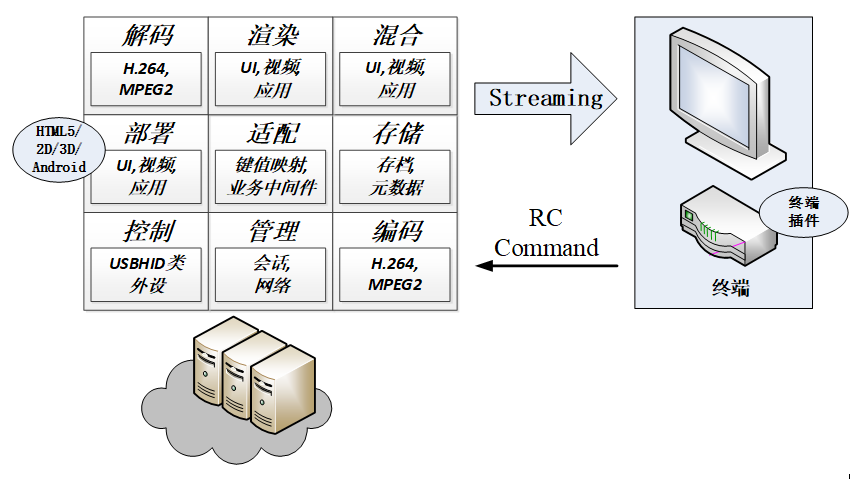 解码
H.264,
MPEG2
渲染
UI,视频,
应用
混合
UI,视频,
应用
HTML5/
2D/3D/
Android
部署
UI,视频,
应用
适配
键值映射,
业务中间件
存储
存档,
元数据
控制
USBHID类
外设
管理
会话,
网络
编码
H.264,
MPEG2
Streaming
RC
Command
终端
插件
终端